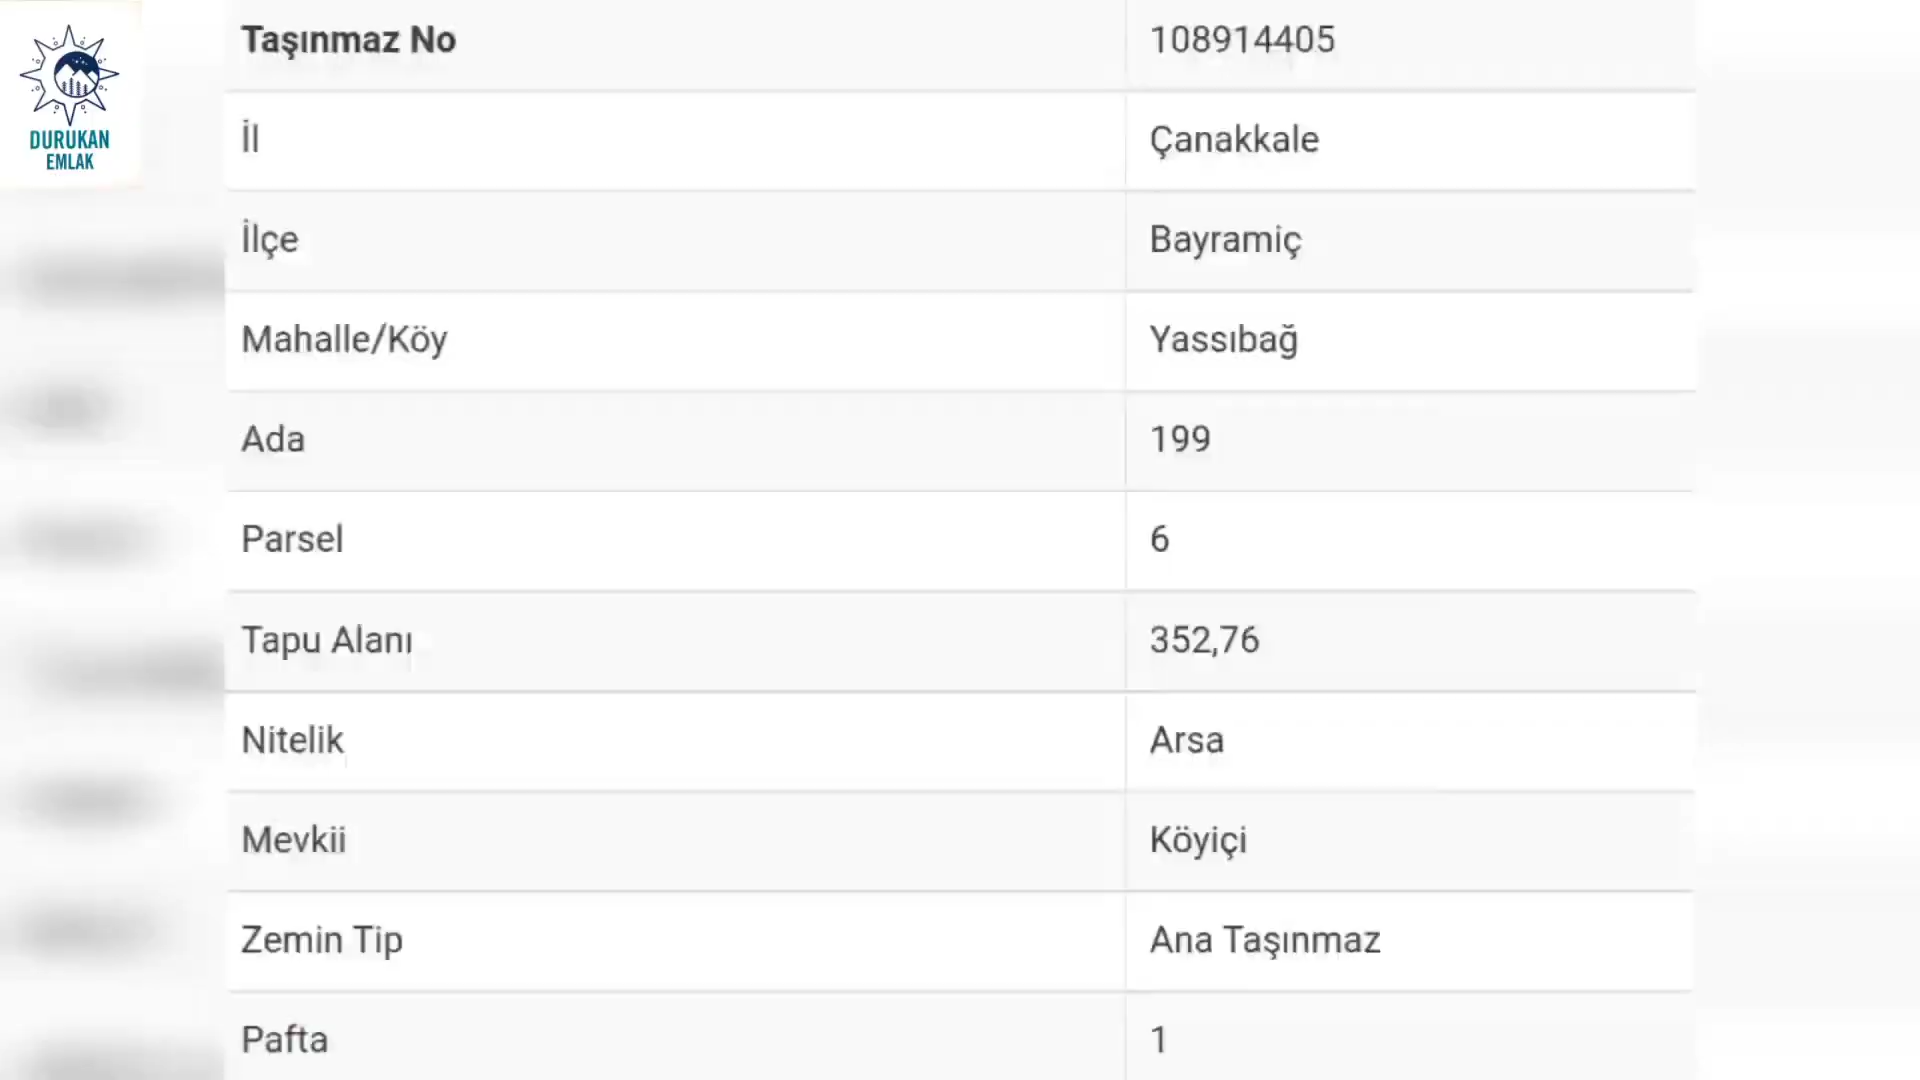 DURUKAN
EMLAK
Taşınmaz No 108914405
İl Çanakkale
İlçe Bayramiç
Mahalle/Köy Yassıbağ
Ada 199
Parsel 6
Tapu Alanı 352,76
Nitelik Arsa
Mevkii Köyiçi
Zemin Tip Ana Taşınmaz
Pafta 1